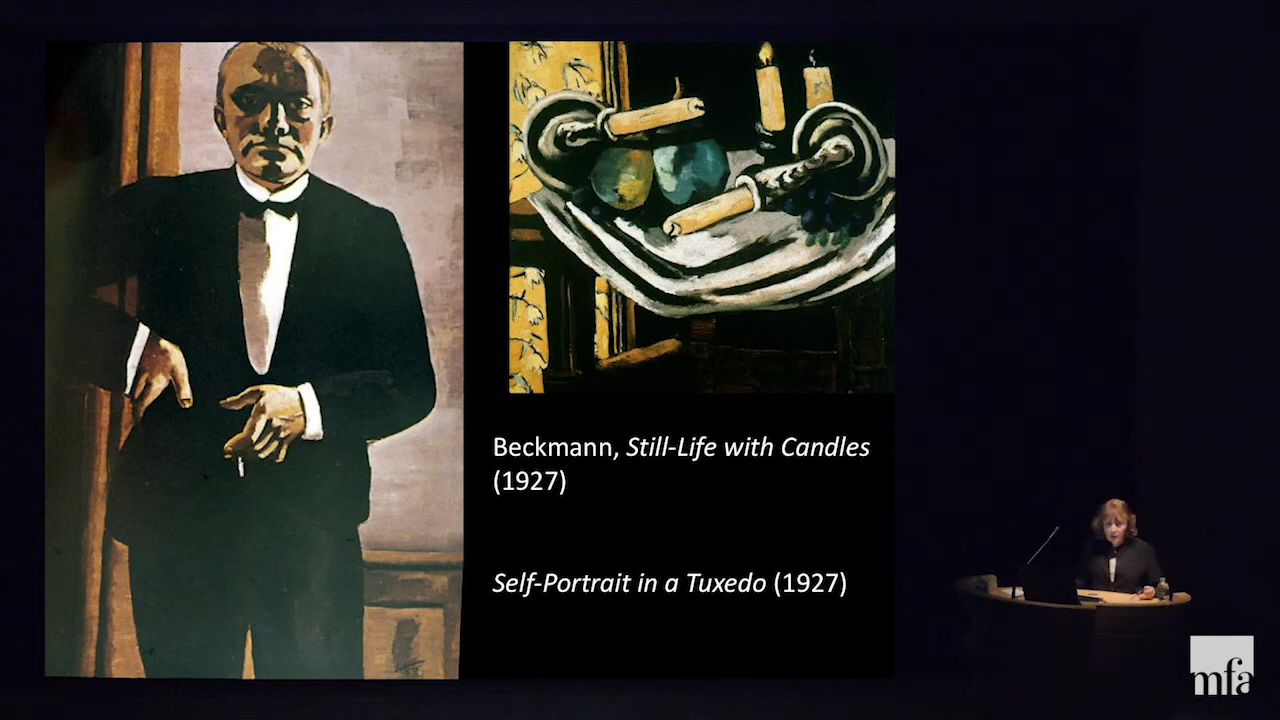 Beckmann, Still-Life with Candles
(1927)
Self-Portrait in a Tuxedo (1927)
mfa